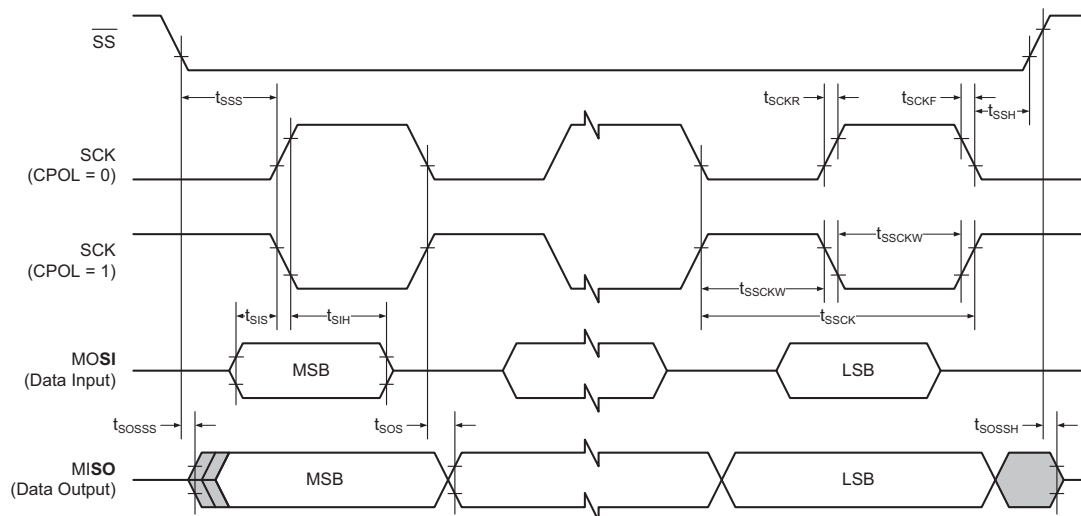 SS
tSSS
tSCKR
tSCKF
tSSH
SCK
(CPOL = 0)
SCK
(CPOL = 1)
tSSCKW
tSSCKW
tSIS
tSIH
tSSCK
MOSI
(Data Input)
MSB
LSB
tSOSSS
tSOS
tSOSSH
MISO
(Data Output)
MSB
LSB